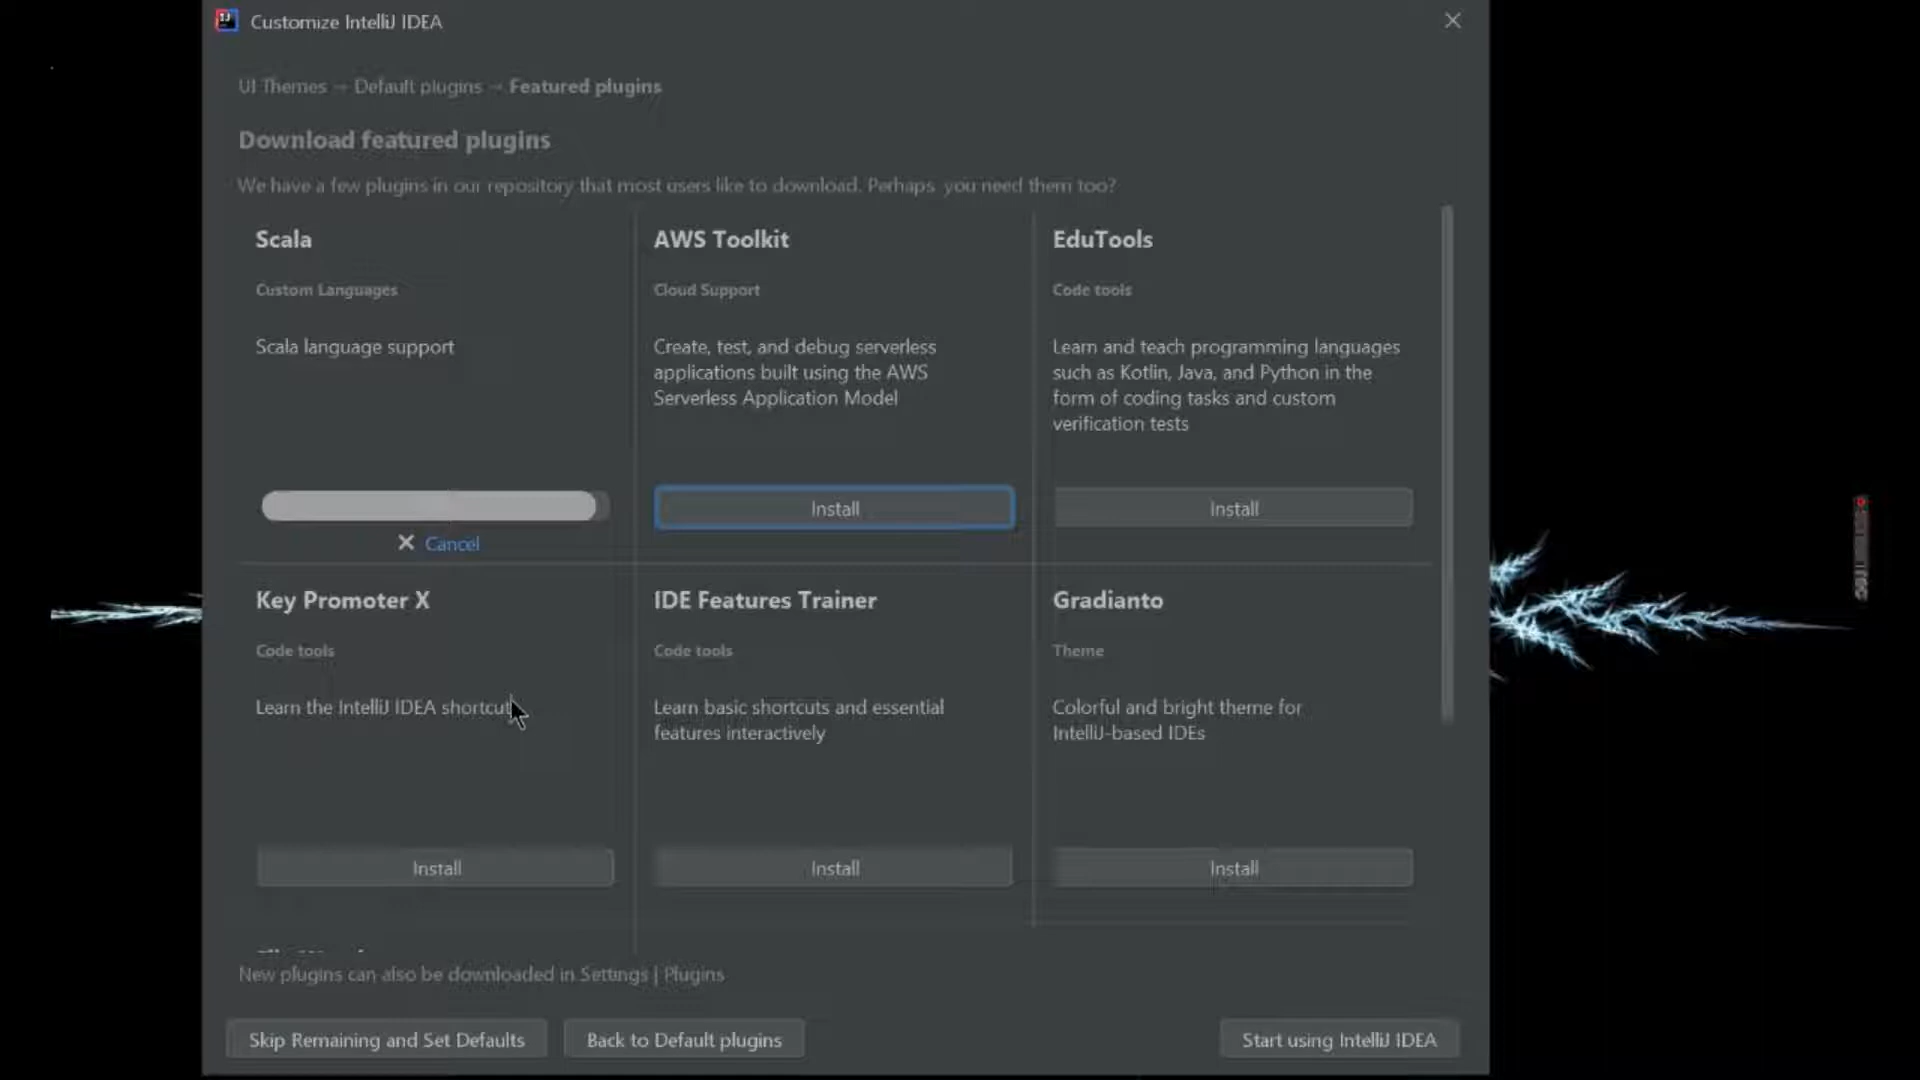 Customize IntelliJ IDEA
UI Themes → Default plugins → Featured plugins
Download featured plugins
We have a few plugins in our repository that most users like to download. Perhaps, you need them too?
Scala
Custom Languages
Scala language support
Cancel
AWS Toolkit
Cloud Support
Create, test, and debug serverless
applications built using the AWS
Serverless Application Model
Install
EduTools
Code tools
Learn and teach programming languages
such as Kotlin, Java, and Python in the
form of coding tasks and custom
verification tests
Install
Key Promoter X
Code tools
Learn the IntelliJ IDEA shortcut
Install
IDE Features Trainer
Code tools
Learn basic shortcuts and essential
features interactively
Install
Gradianto
Theme
Colorful and bright theme for
IntelliJ-based IDEs
Install
New plugins can also be downloaded in Settings | Plugins
Skip Remaining and Set Defaults
Back to Default plugins
Start using IntelliJ IDEA